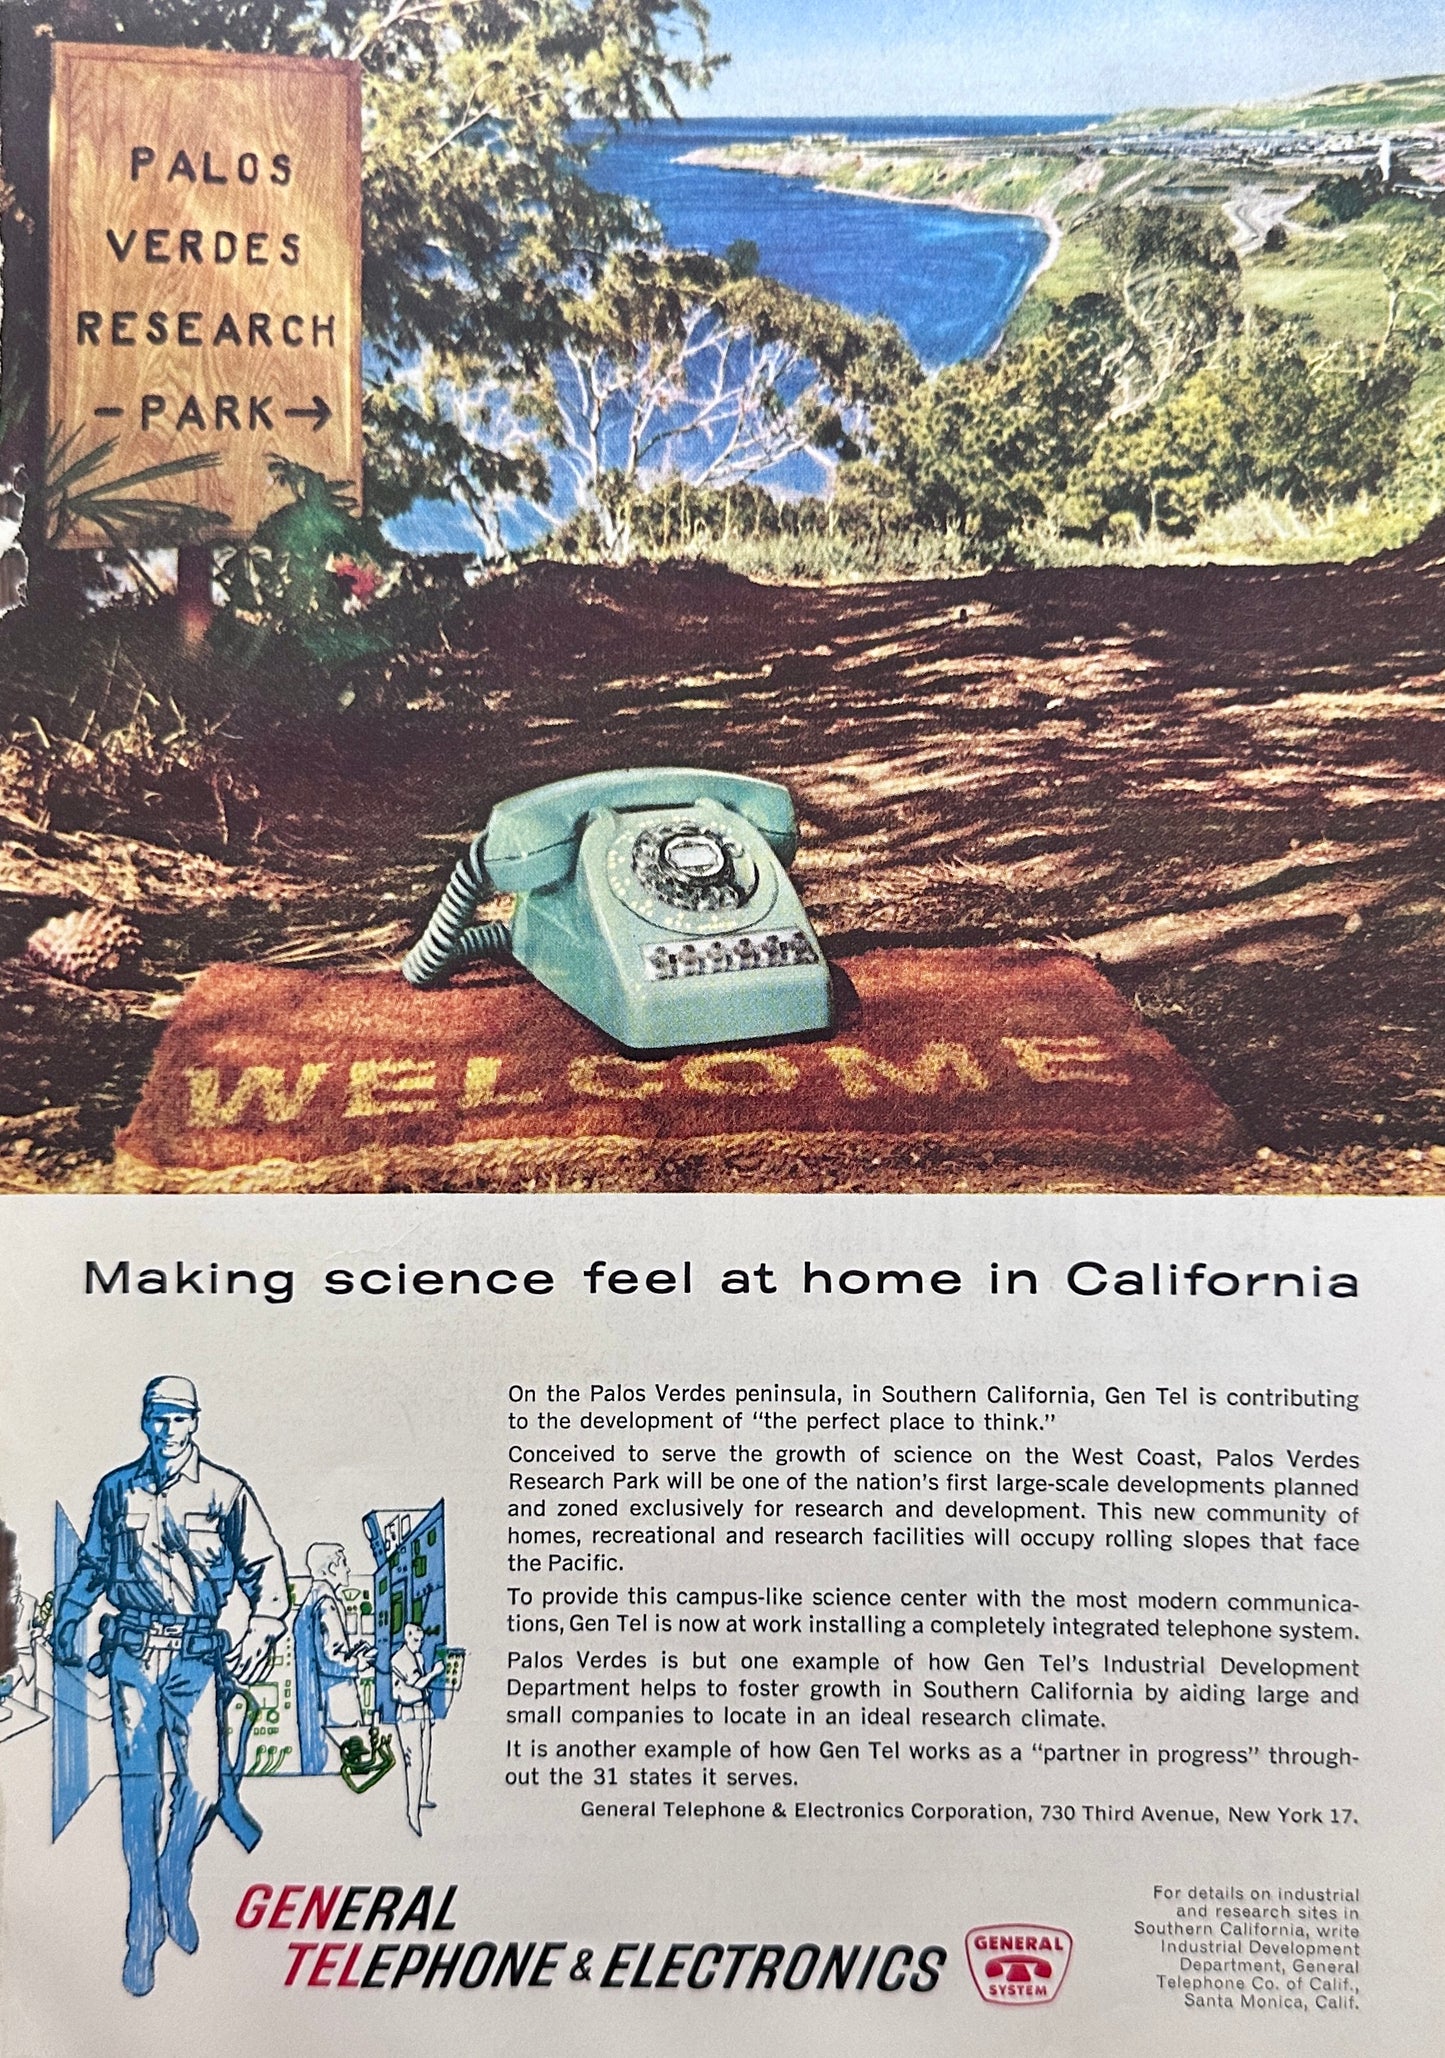 PALOS
VERDES
RESEARCH
-PARK→
WELCOME
Making science feel at home in California
On the Palos Verdes peninsula, in Southern California, Gen Tel is contributing
to the development of “the perfect place to think.”
Conceived to serve the growth of science on the West Coast, Palos Verdes
Research Park will be one of the nation’s first large-scale developments planned
and zoned exclusively for research and development. This new community of
homes, recreational and research facilities will occupy rolling slopes that face
the Pacific.
To provide this campus-like science center with the most modern communica-
tions, Gen Tel is now at work installing a completely integrated telephone system.
Palos Verdes is but one example of how Gen Tel’s Industrial Development
Department helps to foster growth in Southern California by aiding large and
small companies to locate in an ideal research climate.
It is another example of how Gen Tel works as a “partner in progress” through-
out the 31 states it serves.
General Telephone & Electronics Corporation, 730 Third Avenue, New York 17.
GENERAL
TELEPHONE & ELECTRONICS
GENERAL
SYSTEM
For details on industrial
and research sites in
Southern California, write
Industrial Development
Department, General
Telephone Co. of Calif.,
Santa Monica, Calif.